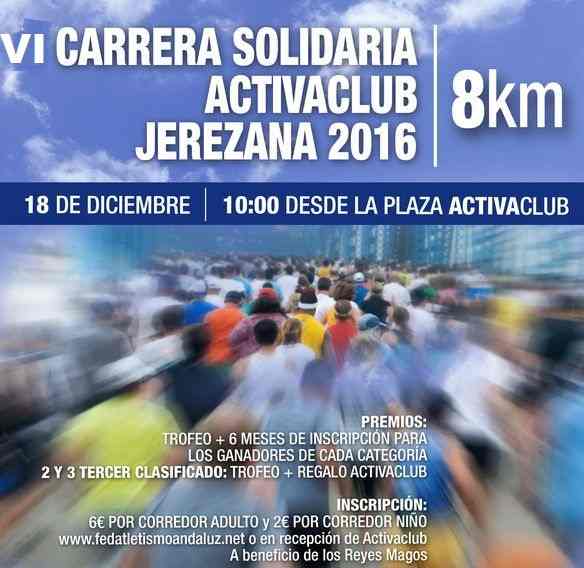 VI CARRERA SOLIDARIA
ACTIVACLUB
JEREZANA 2016
8km
18 DE DICIEMBRE
10:00 DESDE LA PLAZA ACTIVACLUB
PREMIOS:
TROFEO + 6 MESES DE INSCRIPCIÓN PARA
LOS GANADORES DE CADA CATEGORÍA
2 Y 3 TERCER CLASIFICADO: TROFEO + REGALO ACTIVACLUB
INSCRIPCIÓN:
6€ POR CORREDOR ADULTO y 2€ POR CORREDOR NIÑO
www.fedatletismoandaluz.net o en recepción de Activaclub
A beneficio de los Reyes Magos